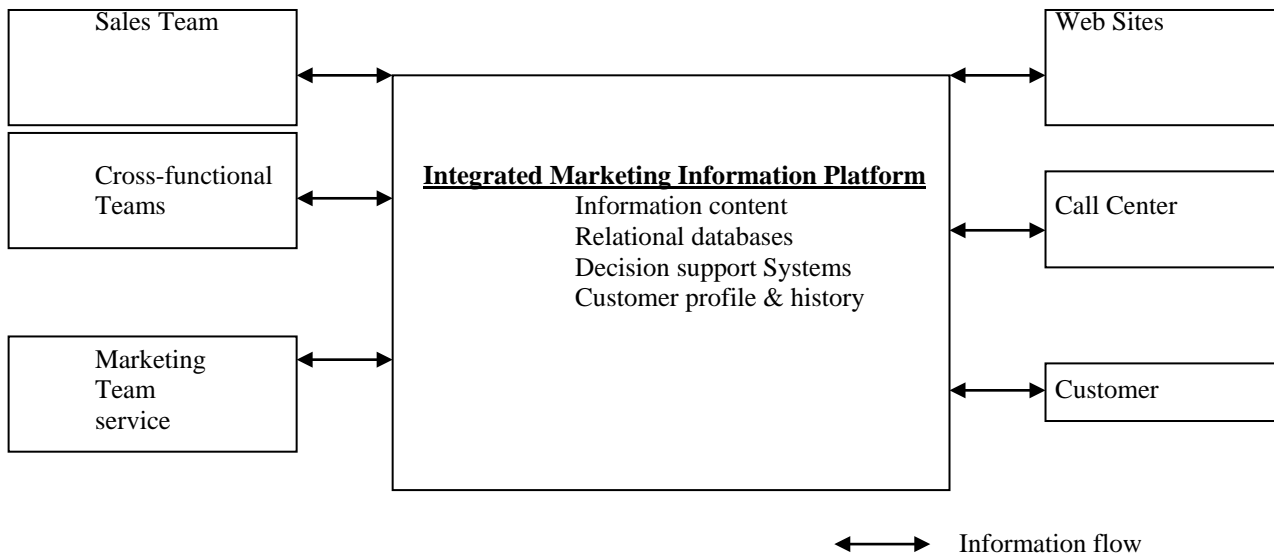 Sales Team
Cross-functional
Teams
Marketing
Team
service
Integrated Marketing Information Platform
Information content
Relational databases
Decision support Systems
Customer profile & history
Web Sites
Call Center
Customer
Information flow